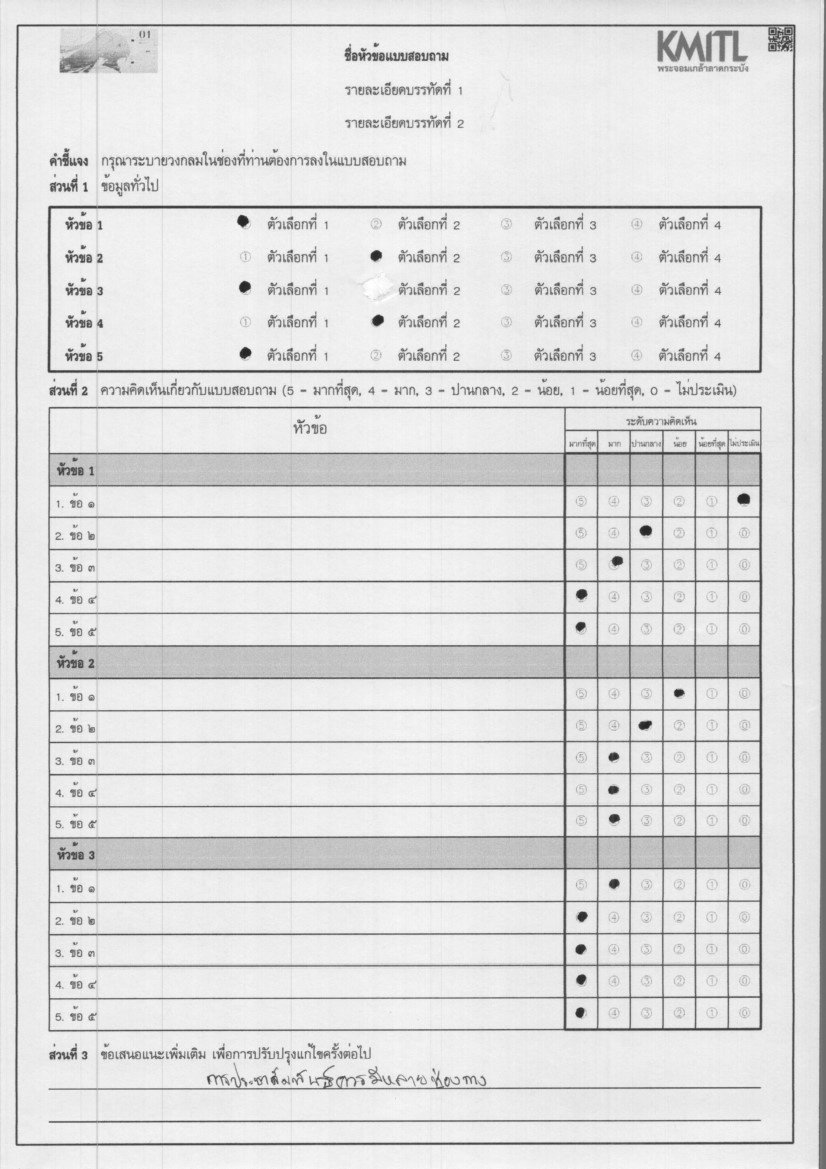 01
ชื่อหัวข้อแบบสอบถาม
KMITL
พระจอมเกล้าลาดกระบัง
รายละเอียดบรรทัดที่ 1
รายละเอียดบรรทัดที่ 2
คำชี้แจง กรุณาระบายวงกลมในช่องที่ท่านต้องการลงในแบบสอบถาม
ส่วนที่ 1 ข้อมูลทั่วไป
หัวข้อ 1 ตัวเลือกที่ 1 ② ตัวเลือกที่ 2 ③ ตัวเลือกที่ 3 ④ ตัวเลือกที่ 4
หัวข้อ 2 ① ตัวเลือกที่ 1 ตัวเลือกที่ 2 ③ ตัวเลือกที่ 3 ④ ตัวเลือกที่ 4
หัวข้อ 3 ตัวเลือกที่ 1 ตัวเลือกที่ 2 ③ ตัวเลือกที่ 3 ④ ตัวเลือกที่ 4
หัวข้อ 4 ① ตัวเลือกที่ 1 ตัวเลือกที่ 2 ③ ตัวเลือกที่ 3 ④ ตัวเลือกที่ 4
หัวข้อ 5 ตัวเลือกที่ 1 ② ตัวเลือกที่ 2 ③ ตัวเลือกที่ 3 ④ ตัวเลือกที่ 4
ส่วนที่ 2 ความคิดเห็นเกี่ยวกับแบบสอบถาม (5 - มากที่สุด, 4 - มาก, 3 - ปานกลาง, 2 - น้อย, 1 - น้อยที่สุด, 0 - ไม่ประเมิน)
หัวข้อ ระดับความคิดเห็น
มากที่สุด มาก ปานกลาง น้อย น้อยที่สุด ไม่ประเมิน
หัวข้อ 1
1. ข้อ ๑ ⑤ ④ ③ ② ①
2. ข้อ ๒ ⑤ ④ ② ① ⓪
3. ข้อ ๓ ⑤ ③ ② ① ⓪
4. ข้อ ๔ ④ ③ ② ① ⓪
5. ข้อ ๕ ④ ③ ② ① ⓪
หัวข้อ 2
1. ข้อ ๑ ⑤ ④ ③ ① ⓪
2. ข้อ ๒ ⑤ ④ ② ① ⓪
3. ข้อ ๓ ⑤ ③ ② ① ⓪
4. ข้อ ๔ ⑤ ③ ② ① ⓪
5. ข้อ ๕ ⑤ ③ ② ① ⓪
หัวข้อ 3
1. ข้อ ๑ ⑤ ③ ② ① ⓪
2. ข้อ ๒ ④ ③ ② ① ⓪
3. ข้อ ๓ ④ ③ ② ① ⓪
4. ข้อ ๔ ④ ③ ② ① ⓪
5. ข้อ ๕ ④ ③ ② ① ⓪
ส่วนที่ 3 ข้อเสนอแนะเพิ่มเติม เพื่อการปรับปรุงแก้ไขครั้งต่อไป
การประชาสัมพันธ์ควรมีหลายช่องทาง